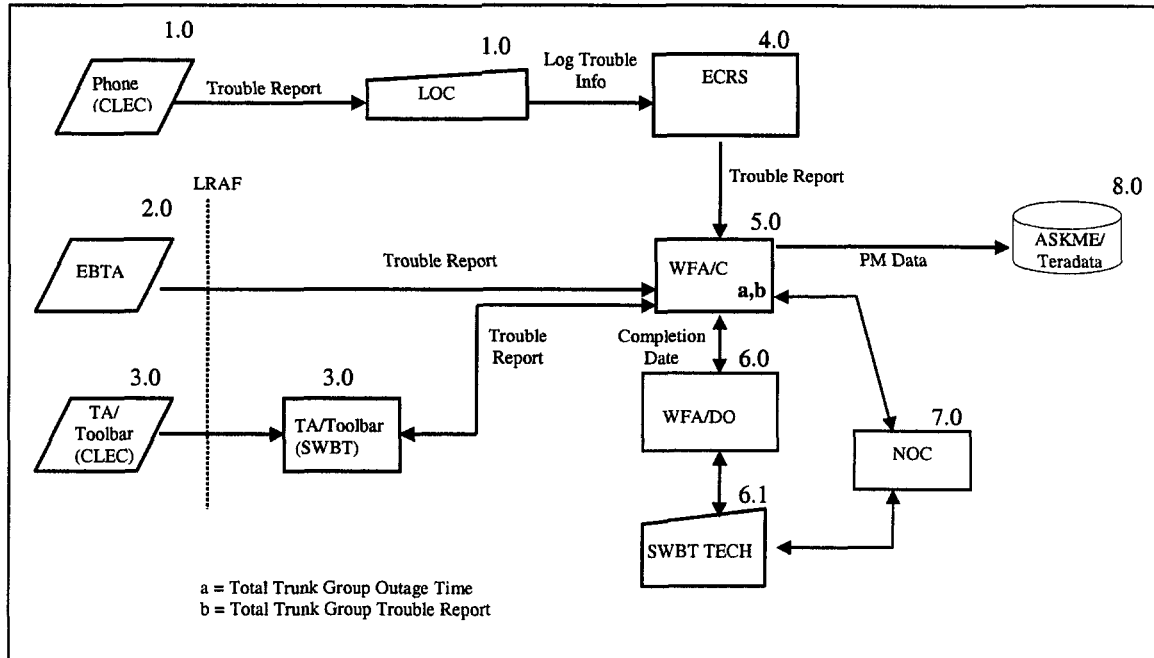 1.0
Phone
(CLEC)
Trouble Report
1.0
LOC
Log Trouble
Info
4.0
ECRS
Trouble Report
LRAF
2.0
EBTA
Trouble Report
5.0
WFA/C
a,b
PM Data
8.0
ASKME/
Teradata
Trouble
Report
Completion
Date
3.0
TA/
Toolbar
(CLEC)
3.0
TA/Toolbar
(SWBT)
6.0
WFA/DO
7.0
NOC
6.1
SWBT TECH
a = Total Trunk Group Outage Time
b = Total Trunk Group Trouble Report